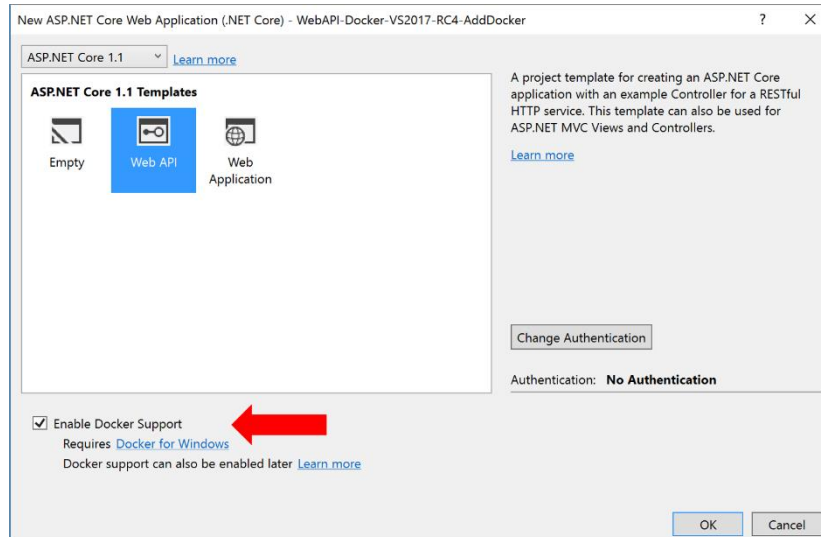 New ASP.NET Core Web Application (.NET Core) - WebAPI-Docker-VS2017-RC4-AddDocker
ASP.NET Core 1.1 Learn more
ASP.NET Core 1.1 Templates
Empty
Web API
Web
Application
A project template for creating an ASP.NET Core
application with an example Controller for a RESTful
HTTP service. This template can also be used for
ASP.NET MVC Views and Controllers.
Learn more
Change Authentication
Authentication: No Authentication
Enable Docker Support
Requires Docker for Windows
Docker support can also be enabled later Learn more
OK Cancel